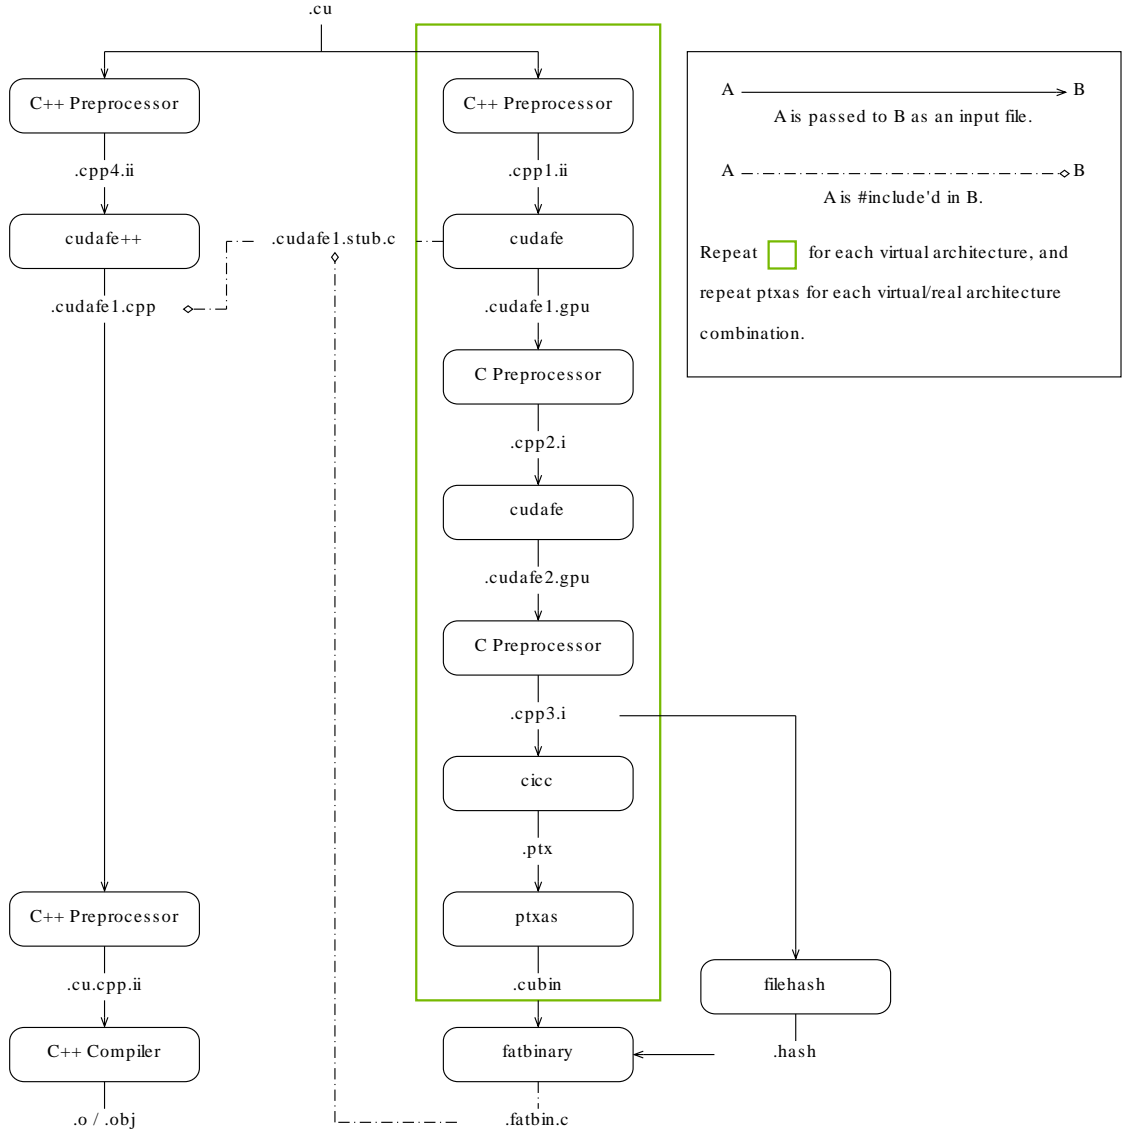 .cu
C++ Preprocessor
C++ Preprocessor
A
B
A is passed to B as an input file.
.cpp4.ii
.cpp1.ii
A
B
A is #include'd in B.
cudafe++
.cudafe1.stub.c
cudafe
Repeat for each virtual architecture, and
repeat ptxas for each virtual/real architecture
combination.
.cudafe1.cpp
.cudafe1.gpu
C Preprocessor
.cpp2.i
cudafe
.cudafe2.gpu
C Preprocessor
.cpp3.i
cicc
.ptx
C++ Preprocessor
ptxas
.cu.cpp.ii
.cubin
filehash
C++ Compiler
fatbinary
.hash
.o / .obj
.fatbin.c